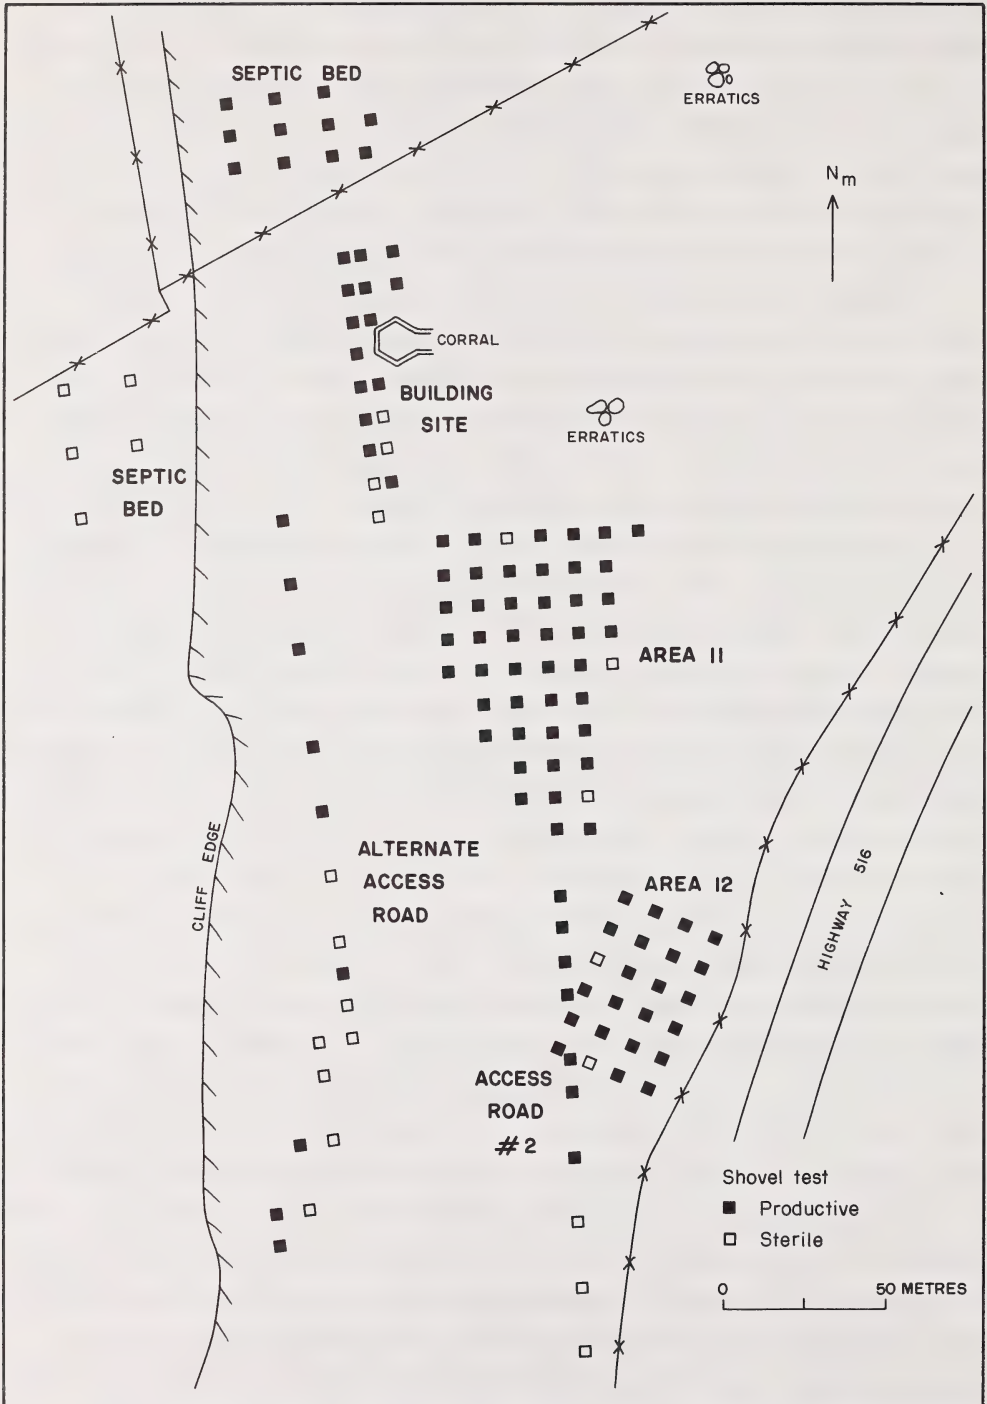 SEPTIC BED
ERRATICS
Nm
CORRAL
BUILDING
SITE
ERRATICS
SEPTIC
BED
AREA 11
ALTERNATE
ACCESS
ROAD
CLIFF EDGE
AREA 12
HIGHWAY 516
ACCESS
ROAD
#2
Shovel test
Productive
Sterile
0 50 METRES